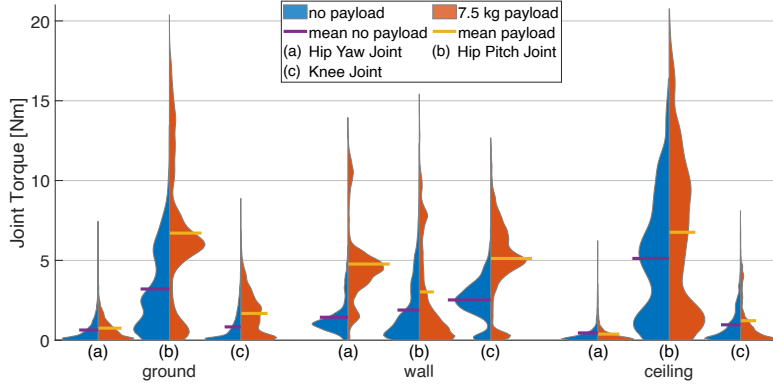 no payload 7.5 kg payload
mean no payload mean payload
(a) Hip Yaw Joint (b) Hip Pitch Joint
(c) Knee Joint
Joint Torque [Nm]
20
15
10
5
0
(a) (b) (c) (a) (b) (c) (a) (b) (c)
ground wall ceiling